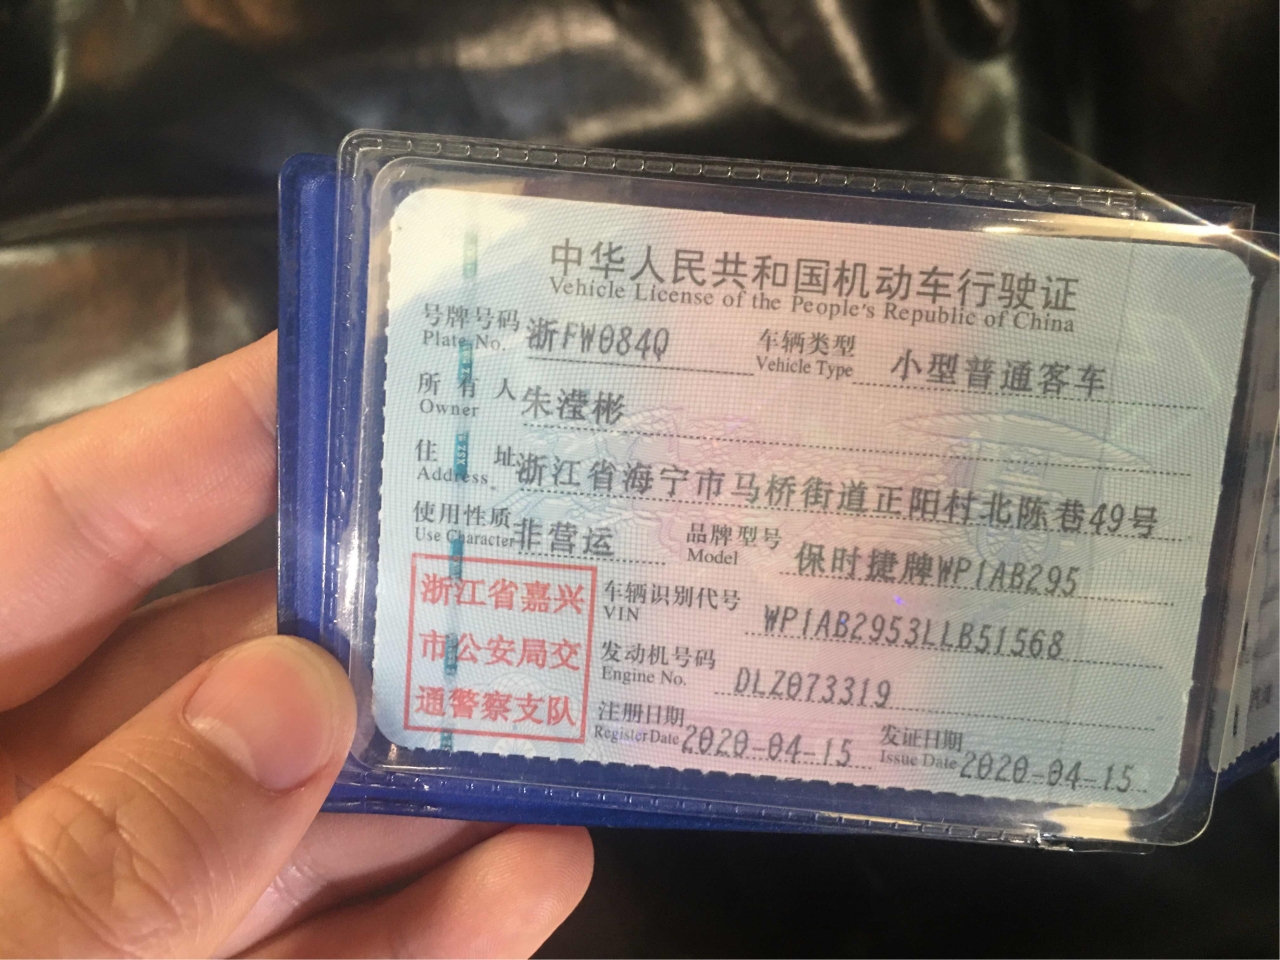 中华人民共和国机动车行驶证
Vehicle License of the People's Republic of China
号牌号码 浙FW084Q 车辆类型 小型普通客车
Plate No. Vehicle Type
所有人 朱滢彬
Owner
住址 浙江省海宁市马桥街道正阳村北陈巷49号
Address
使用性质 非营运 品牌型号 保时捷牌WP1AB295
Use Character Model
浙江省嘉兴
市公安局交
通警察支队
车辆识别代号 WP1AB2953LLB51568
VIN
发动机号码 DLZ073319
Engine No.
注册日期 2020-04-15 发证日期 2020-04-15
Register Date Issue Date